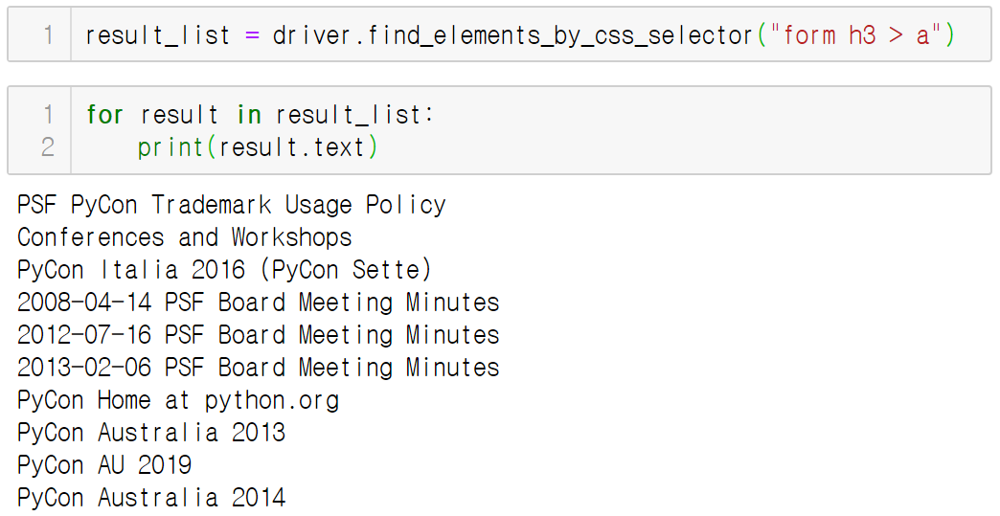 1 result_list = driver.find_elements_by_css_selector("form h3 > a")
1 for result in result_list:
2     print(result.text)
PSF PyCon Trademark Usage Policy
Conferences and Workshops
PyCon Italia 2016 (PyCon Sette)
2008-04-14 PSF Board Meeting Minutes
2012-07-16 PSF Board Meeting Minutes
2013-02-06 PSF Board Meeting Minutes
PyCon Home at python.org
PyCon Australia 2013
PyCon AU 2019
PyCon Australia 2014